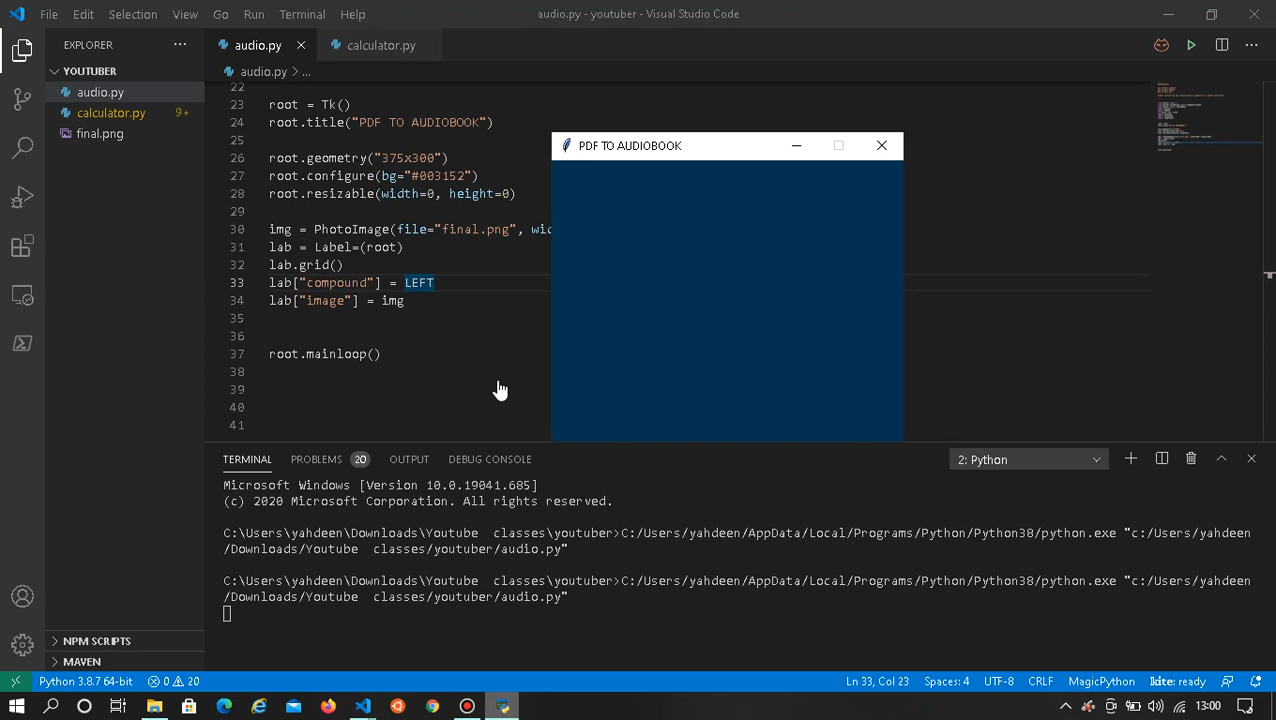 File Edit Selection View Go Run Terminal Help
audio.py - youtuber - Visual Studio Code
EXPLORER
YOUTUBER
audio.py
calculator.py 9+
final.png
NPM SCRIPTS
MAVEN
audio.py calculator.py
audio.py > ...
22
23 root = Tk()
24 root.title("PDF TO AUDIOBOOK")
25
26 root.geometry("375x300")
27 root.configure(bg="#003152")
28 root.resizable(width=0, height=0)
29
30 img = PhotoImage(file="final.png", wid
31 lab = Label=(root)
32 lab.grid()
33 lab["compound"] = LEFT
34 lab["image"] = img
35
36
37 root.mainloop()
38
39
40
41
PDF TO AUDIOBOOK
TERMINAL PROBLEMS 20 OUTPUT DEBUG CONSOLE
2: Python
Microsoft Windows [Version 10.0.19041.685]
(c) 2020 Microsoft Corporation. All rights reserved.
C:\Users\yahdeen\Downloads\Youtube  classes\youtuber>C:/Users/yahdeen/AppData/Local/Programs/Python/Python38/python.exe "c:/Users/yahdeen
/Downloads/Youtube  classes/youtuber/audio.py"
C:\Users\yahdeen\Downloads\Youtube  classes\youtuber>C:/Users/yahdeen/AppData/Local/Programs/Python/Python38/python.exe "c:/Users/yahdeen
/Downloads/Youtube  classes/youtuber/audio.py"
Python 3.8.7 64-bit 0 20 Ln 33, Col 23 Spaces: 4 UTF-8 CRLF MagicPython kite: ready
13:00